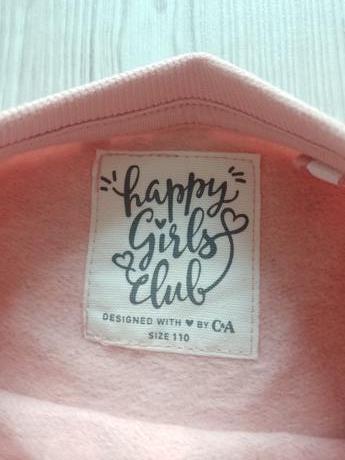 happy
Girls
Club
DESIGNED WITH ♥ BY C&A
SIZE 110